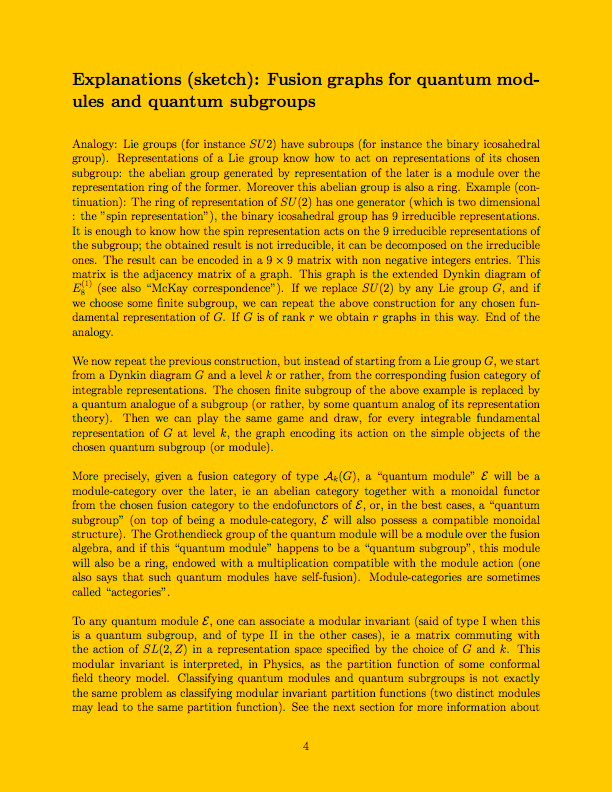 Explanations (sketch): Fusion graphs for quantum mod-
ules and quantum subgroups
Analogy: Lie groups (for instance SU2) have subroups (for instance the binary icosahedral
group). Representations of a Lie group know how to act on representations of its chosen
subgroup: the abelian group generated by representation of the later is a module over the
representation ring of the former. Moreover this abelian group is also a ring. Example (con-
tinuation): The ring of representation of SU(2) has one generator (which is two dimensional
: the "spin representation"), the binary icosahedral group has 9 irreducible representations.
It is enough to know how the spin representation acts on the 9 irreducible representations of
the subgroup; the obtained result is not irreducible, it can be decomposed on the irreducible
ones. The result can be encoded in a 9 × 9 matrix with non negative integers entries. This
matrix is the adjacency matrix of a graph. This graph is the extended Dynkin diagram of
E₈⁽¹⁾ (see also “McKay correspondence”). If we replace SU(2) by any Lie group G, and if
we choose some finite subgroup, we can repeat the above construction for any chosen fun-
damental representation of G. If G is of rank r we obtain r graphs in this way. End of the
analogy.
We now repeat the previous construction, but instead of starting from a Lie group G, we start
from a Dynkin diagram G and a level k or rather, from the corresponding fusion category of
integrable representations. The chosen finite subgroup of the above example is replaced by
a quantum analogue of a subgroup (or rather, by some quantum analog of its representation
theory). Then we can play the same game and draw, for every integrable fundamental
representation of G at level k, the graph encoding its action on the simple objects of the
chosen quantum subgroup (or module).
More precisely, given a fusion category of type 𝒜ₖ(G), a “quantum module” ℰ will be a
module-category over the later, ie an abelian category together with a monoidal functor
from the chosen fusion category to the endofunctors of ℰ, or, in the best cases, a “quantum
subgroup” (on top of being a module-category, ℰ will also possess a compatible monoidal
structure). The Grothendieck group of the quantum module will be a module over the fusion
algebra, and if this “quantum module” happens to be a “quantum subgroup”, this module
will also be a ring, endowed with a multiplication compatible with the module action (one
also says that such quantum modules have self-fusion). Module-categories are sometimes
called “actegories”.
To any quantum module ℰ, one can associate a modular invariant (said of type I when this
is a quantum subgroup, and of type II in the other cases), ie a matrix commuting with
the action of SL(2, Z) in a representation space specified by the choice of G and k. This
modular invariant is interpreted, in Physics, as the partition function of some conformal
field theory model. Classifying quantum modules and quantum subrgroups is not exactly
the same problem as classifying modular invariant partition functions (two distinct modules
may lead to the same partition function). See the next section for more information about
4